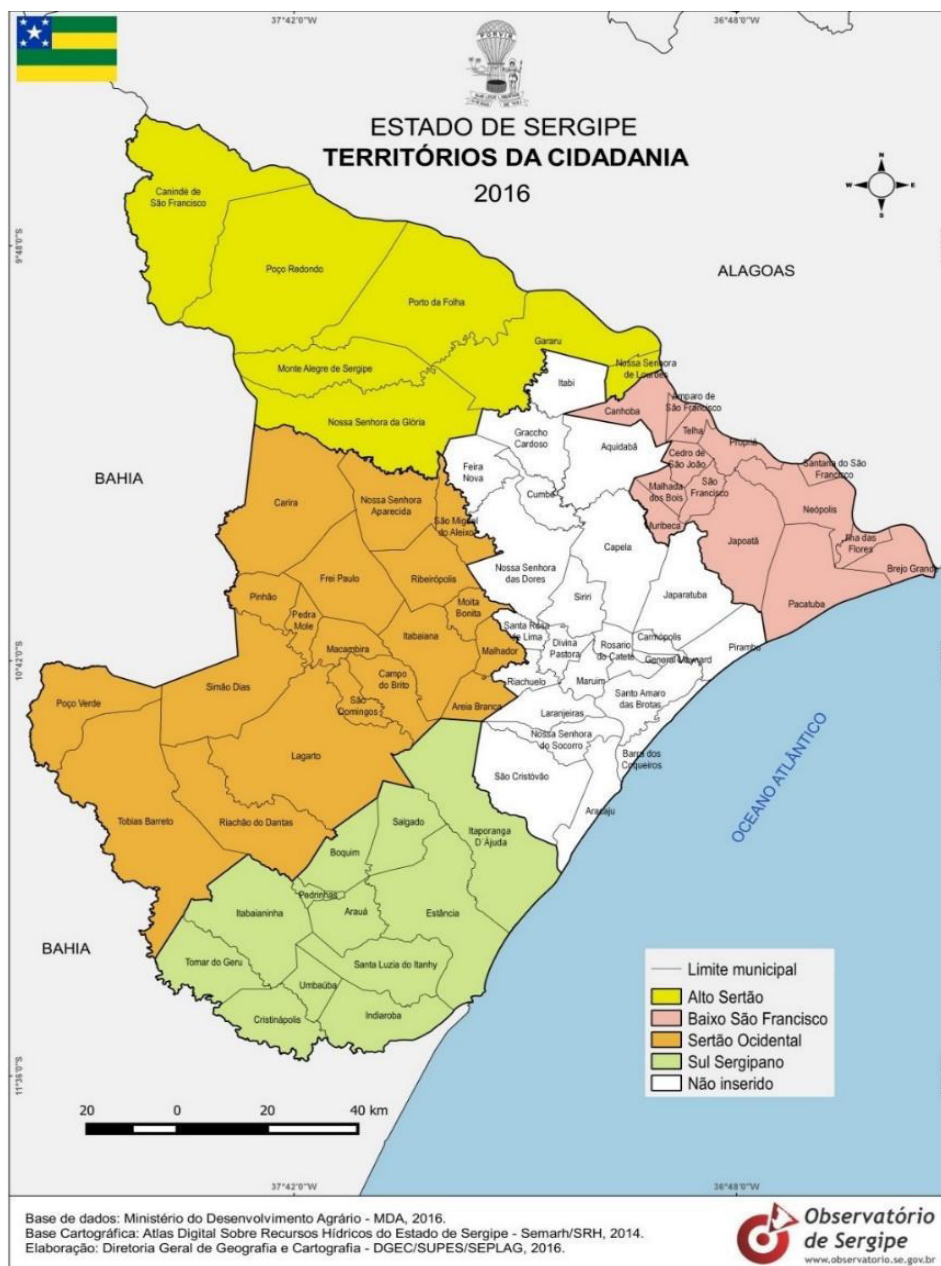 37°42'0"W
36°48'0"W
ESTADO DE SERGIPE
TERRITÓRIOS DA CIDADANIA
2016
N
W
E
S
Canindé de
São Francisco
9°48'0"S
Poço Redondo
ALAGOAS
Porto da Folha
Gararu
Monte Alegre de Sergipe
Nossa Senhora
de Lourdes
Itabi
Nossa Senhora da Glória
Canhoba
Amparo de
São Francisco
Graccho
Cardoso
Aquidabã
Telha
Propriá
Cedro de
São João
Santana do São
Francisco
BAHIA
Feira
Nova
Cumbe
Malhada
dos Bois
São
Francisco
Carira
Nossa Senhora
Aparecida
São Miguel
do Aleixo
Muribeca
Neópolis
Japoatã
Ilha das
Flores
Brejo Grande
Capela
Frei Paulo
Ribeirópolis
Nossa Senhora
das Dores
Siriri
Japaratuba
Pacatuba
Pinhão
Pedra
Mole
Moita
Bonita
Itabaiana
Santa Rosa
de Lima
Divina
Pastora
Rosario
do Catete
Carmópolis
General Maynard
Pirambu
10°42'0"S
Macambira
Malhador
Campo
do Brito
Riachuelo
Maruim
Santo Amaro
das Brotas
Poço Verde
Simão Dias
São
Domingos
Areia Branca
Laranjeiras
Nossa Senhora
do Socorro
Barra dos
Coqueiros
Lagarto
São Cristóvão
Aracaju
OCEANO ATLÂNTICO
Tobias Barreto
Riachão do Dantas
Salgado
Itaporanga
D'Ajuda
Boquim
Pedrinhas
Itabaianinha
Arauá
Estância
BAHIA
Tomar do Geru
Santa Luzia do Itanhy
Umbaúba
Cristinápolis
Indiaroba
Limite municipal
Alto Sertão
Baixo São Francisco
Sertão Ocidental
Sul Sergipano
Não inserido
20 0 20 40 km
37°42'0"W
36°48'0"W
Base de dados: Ministério do Desenvolvimento Agrário - MDA, 2016.
Base Cartográfica: Atlas Digital Sobre Recursos Hídricos do Estado de Sergipe - Semarh/SRH, 2014.
Elaboração: Diretoria Geral de Geografia e Cartografia - DGEC/SUPES/SEPLAG, 2016.
Observatório
de Sergipe
www.observatorio.se.gov.br